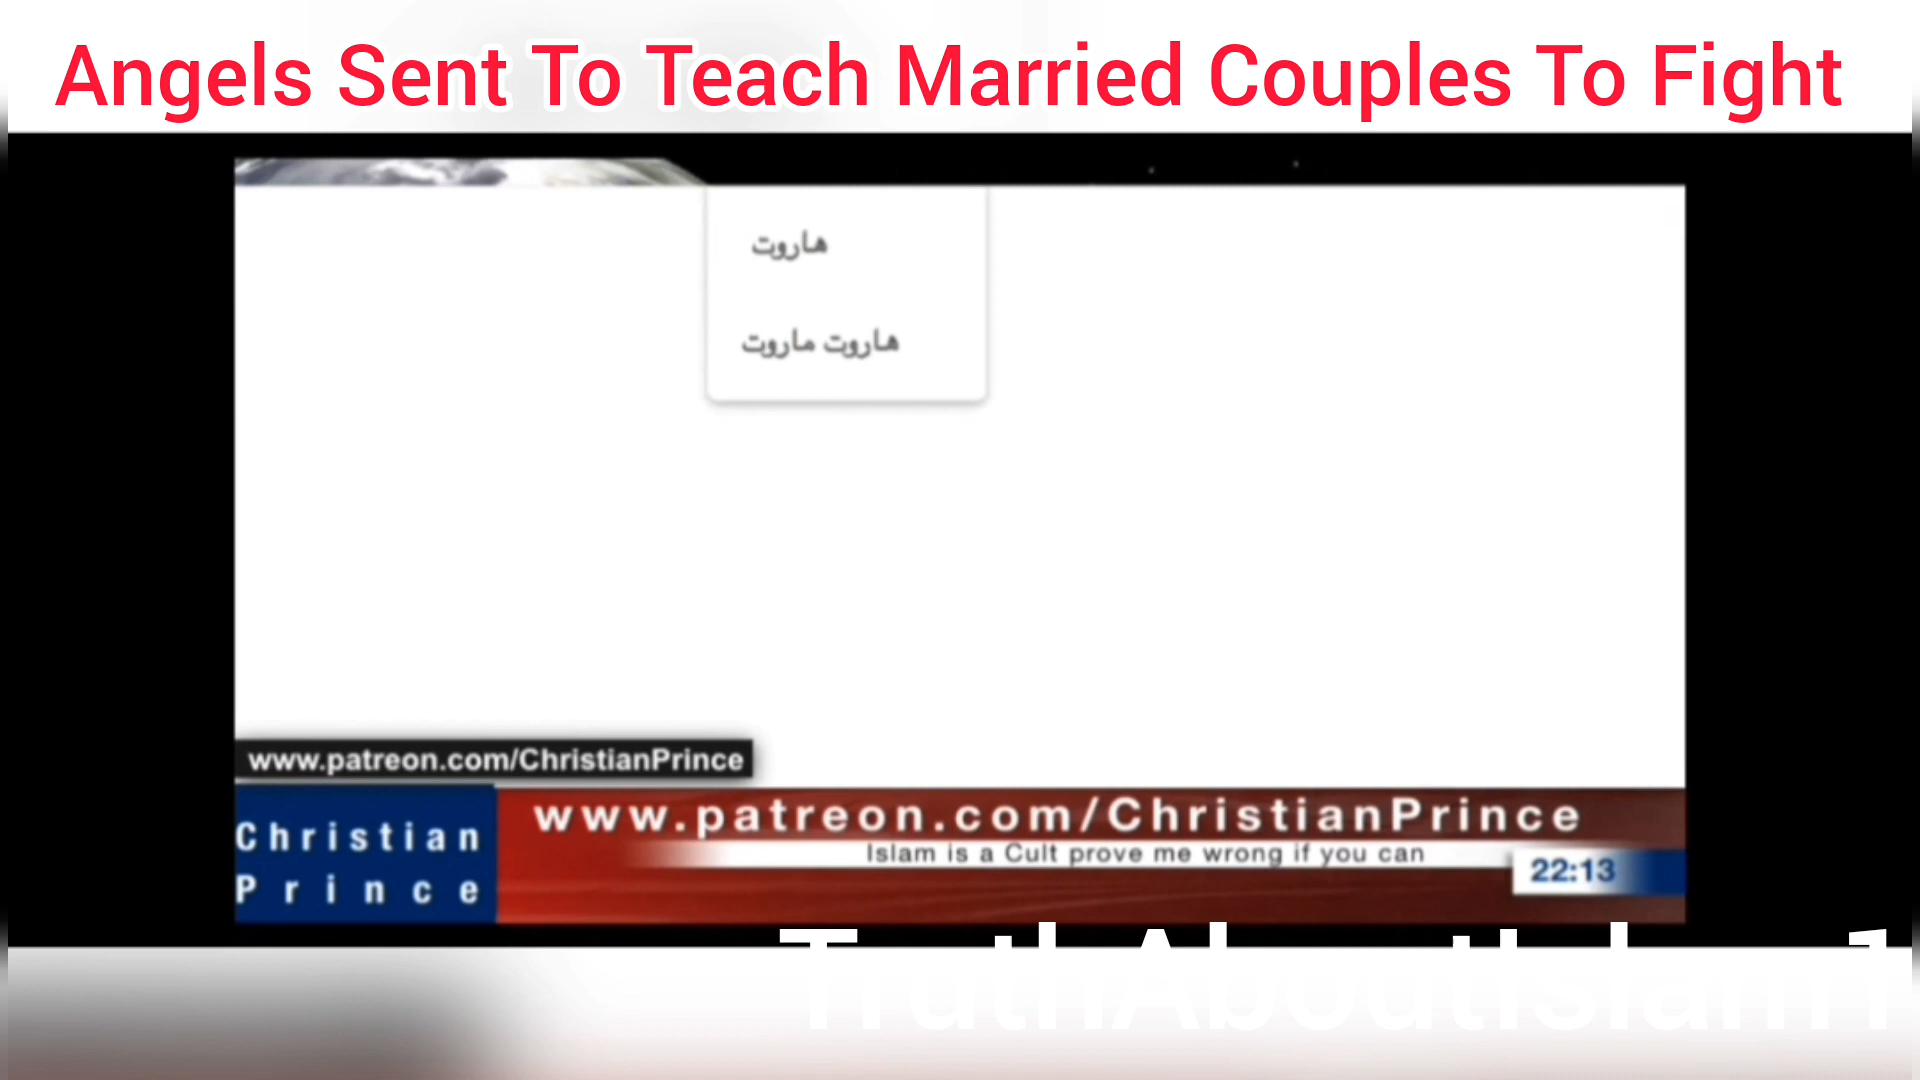 Angels Sent To Teach Married Couples To Fight
هاروت
هاروت ماروت
www.patreon.com/ChristianPrince
Christian
Prince
www.patreon.com/ChristianPrince
Islam is a Cult prove me wrong if you can
22:13
TruthAboutIslam1